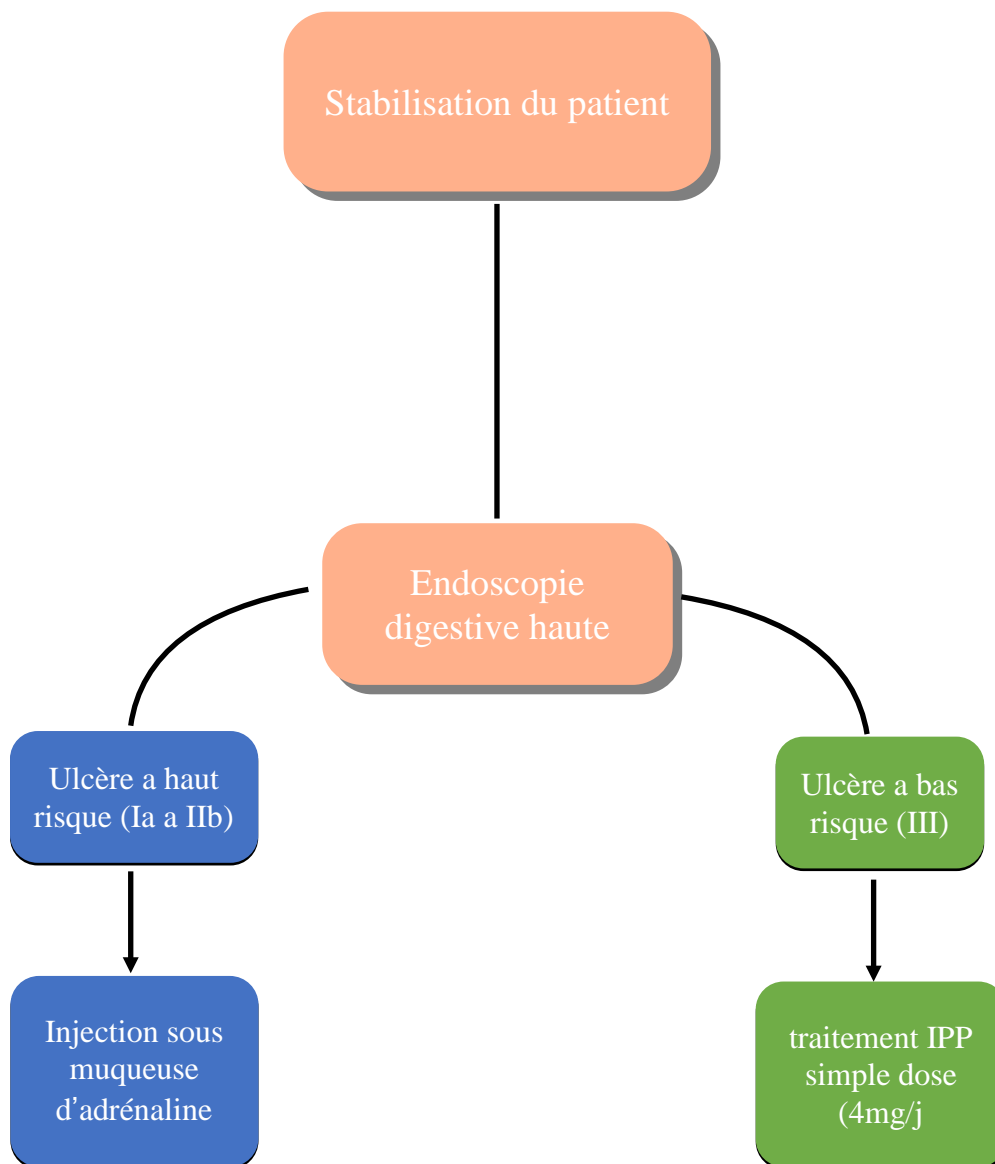 Stabilisation du patient
Endoscopie
digestive haute
Ulcère a haut
risque (Ia a IIb)
Ulcère a bas
risque (III)
Injection sous
muqueuse
d’adrénaline
traitement IPP
simple dose
(4mg/j